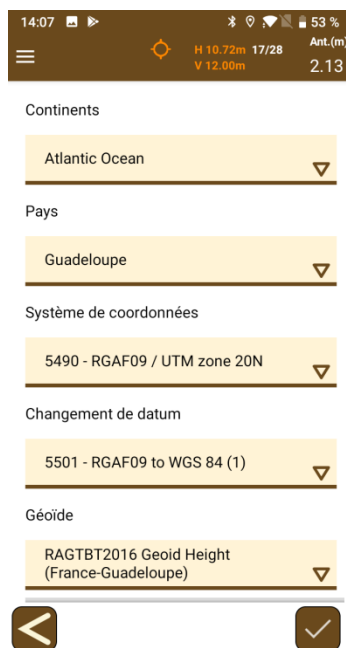 14:07 53 %
H 10.72m 17/28 Ant.(m)
V 12.00m 2.13
Continents
Atlantic Ocean
Pays
Guadeloupe
Système de coordonnées
5490 - RGAF09 / UTM zone 20N
Changement de datum
5501 - RGAF09 to WGS 84 (1)
Géoïde
RAGTBT2016 Geoid Height
(France-Guadeloupe)